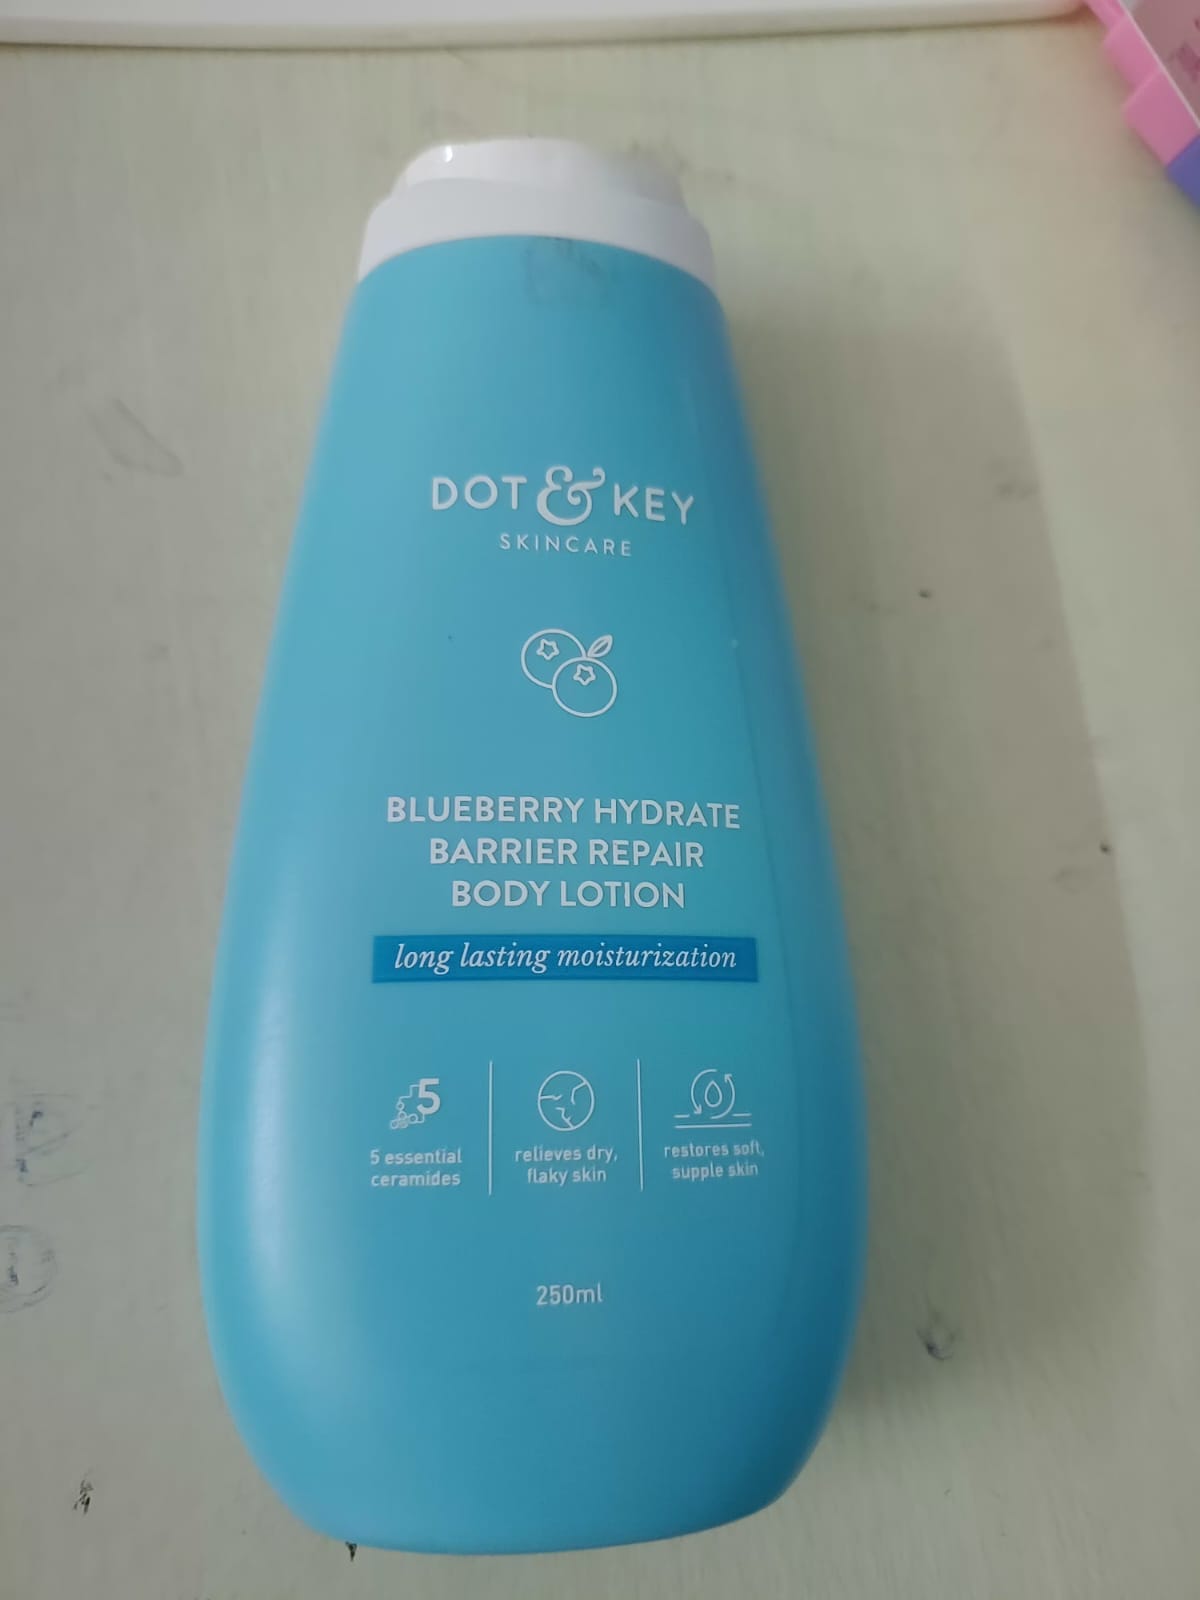 DOT & KEY
SKINCARE
BLUEBERRY HYDRATE
BARRIER REPAIR
BODY LOTION
long lasting moisturization
5
5 essential
ceramides
relieves dry,
flaky skin
restores soft,
supple skin
250ml